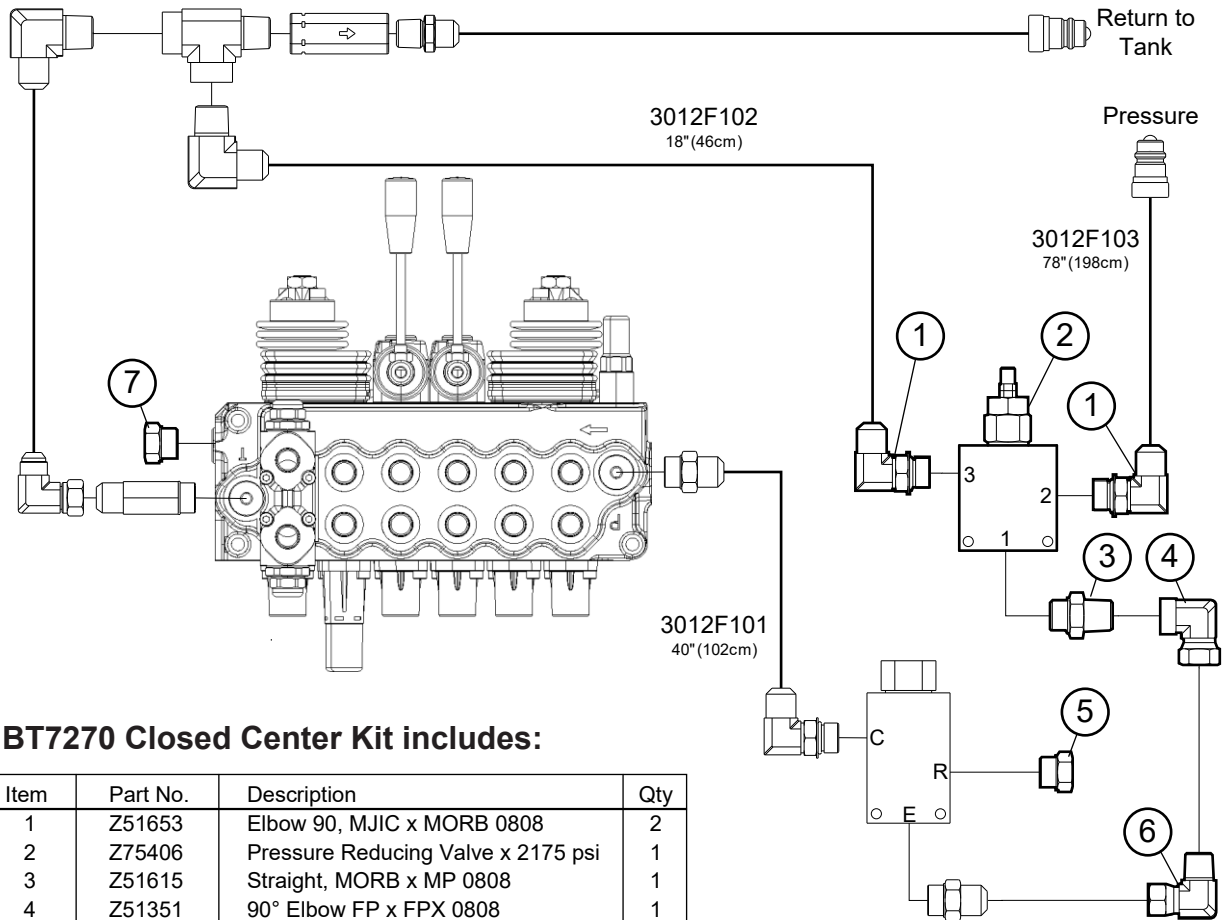 Return to
Tank
3012F102
18"(46cm)
Pressure
3012F103
78"(198cm)
1
2
1
7
3
2
1
T
P
3
4
3012F101
40"(102cm)
5
C
R
E
6
BT7270 Closed Center Kit includes:
Item Part No. Description Qty
1 Z51653 Elbow 90, MJIC x MORB 0808 2
2 Z75406 Pressure Reducing Valve x 2175 psi 1
3 Z51615 Straight, MORB x MP 0808 1
4 Z51351 90° Elbow FP x FPX 0808 1